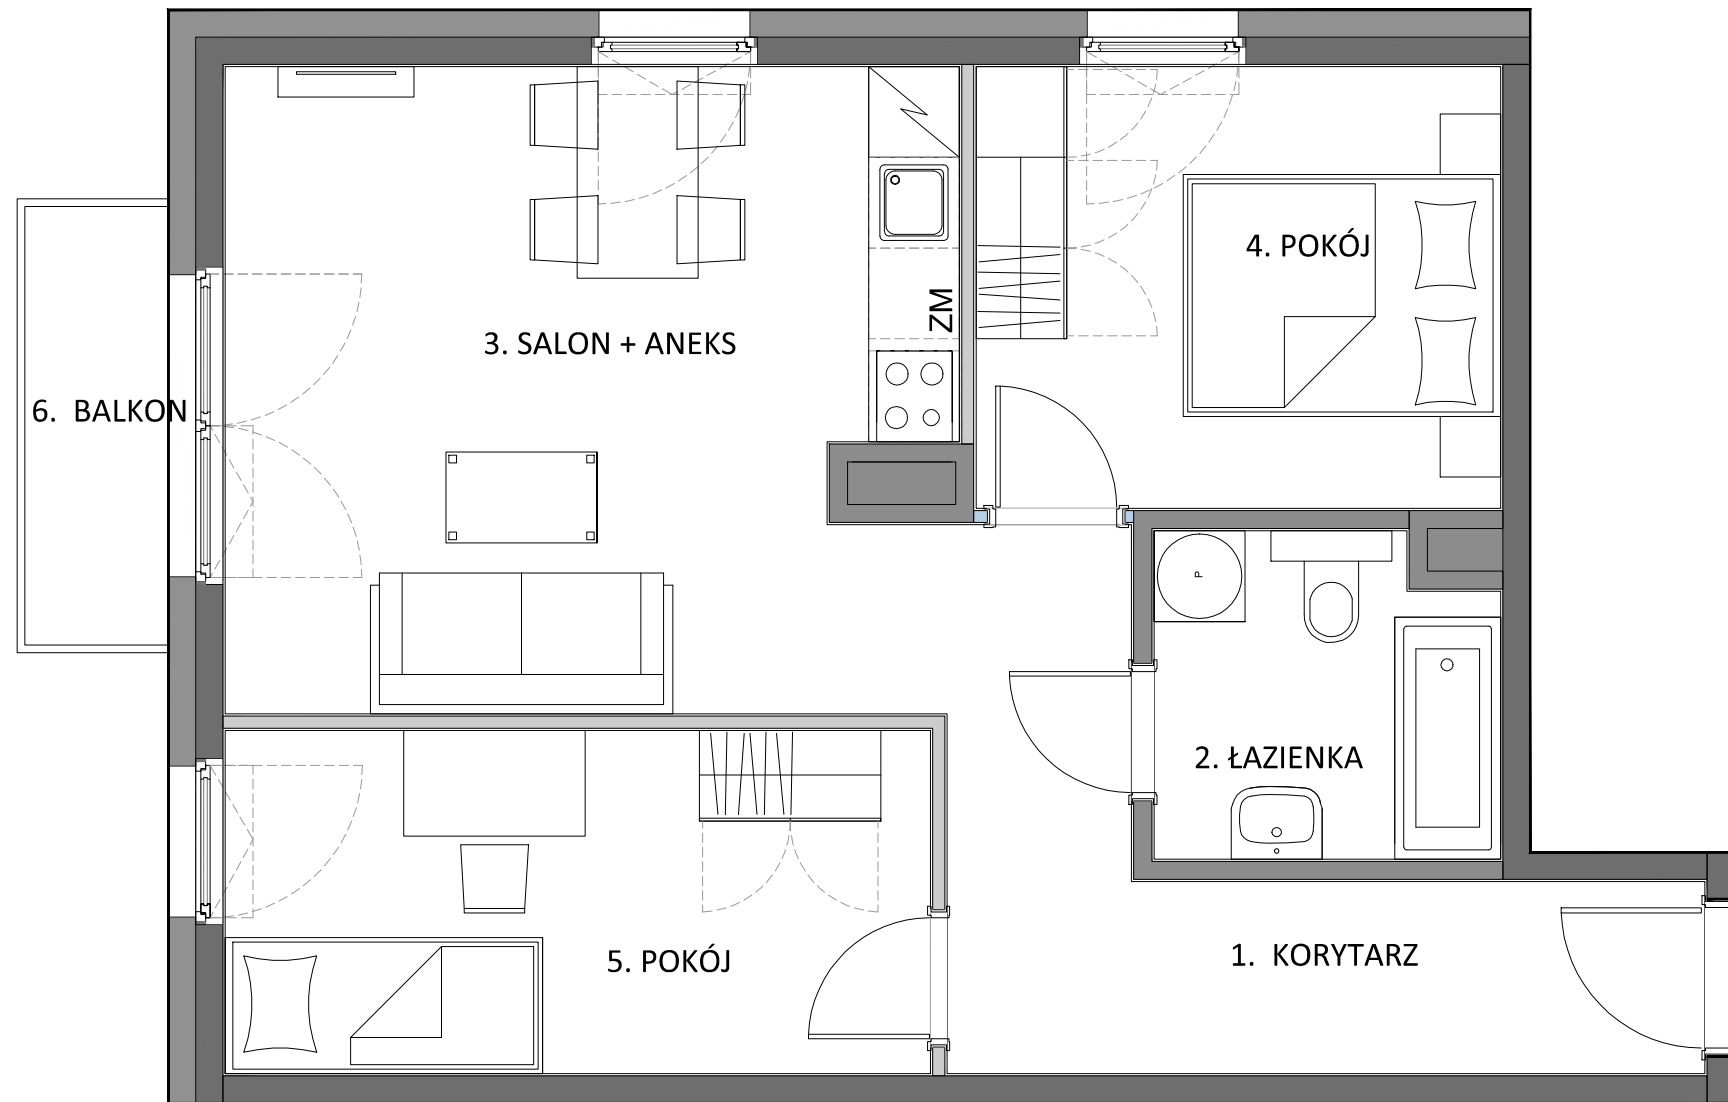 4. POKÓJ
ZM
3. SALON + ANEKS
6. BALKON
P
2. ŁAZIENKA
5. POKÓJ
1. KORYTARZ